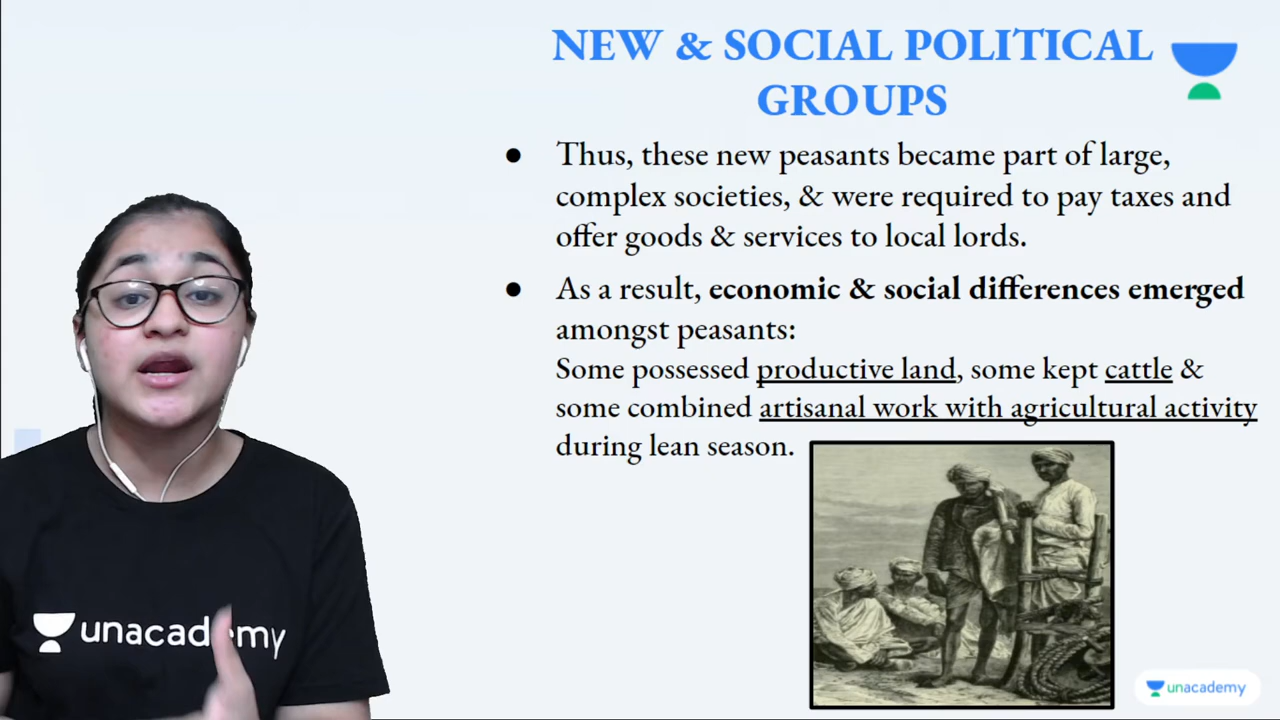 NEW & SOCIAL POLITICAL
GROUPS
● Thus, these new peasants became part of large,
complex societies, & were required to pay taxes and
offer goods & services to local lords.
● As a result, economic & social differences emerged
amongst peasants:
Some possessed productive land, some kept cattle &
some combined artisanal work with agricultural activity
during lean season.
unacademy
unacademy